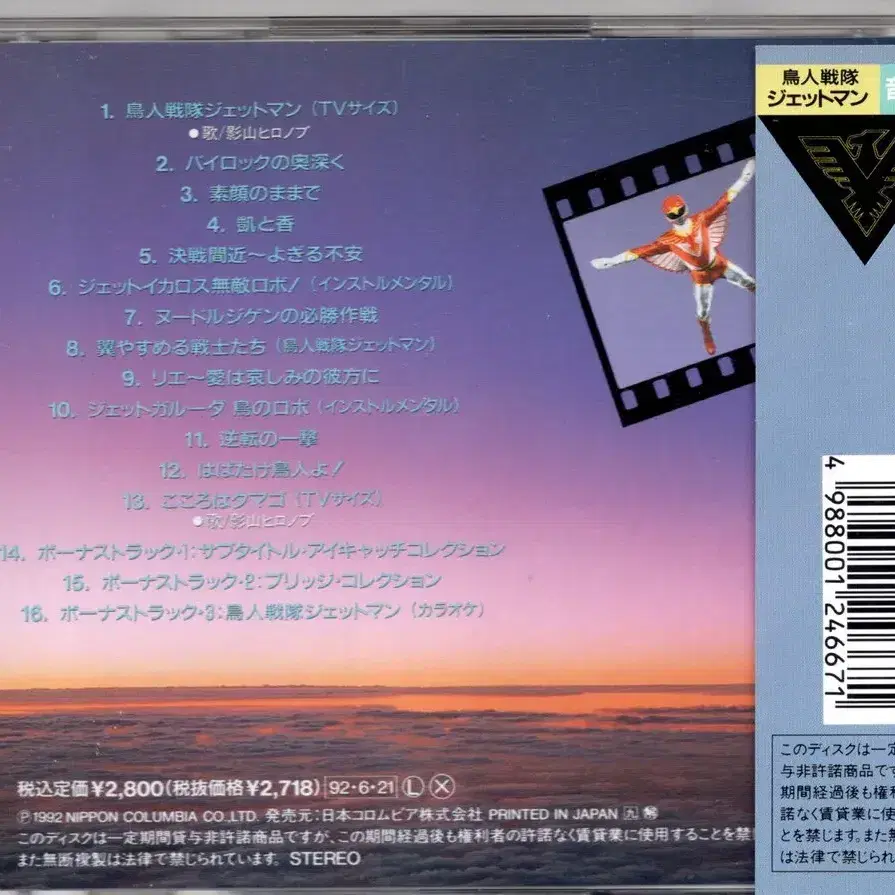 1. 鳥人戦隊ジェットマン (TVサイズ)
●歌/影山ヒロノブ
2. バイロックの奥深く
3. 素顔のままで
4. 凱と香
5. 決戦間近〜よぎる不安
6. ジェットイカロス無敵ロボ! (インストルメンタル)
7. ヌードルジゲンの必勝作戦
8. 翼やすめる戦士たち (鳥人戦隊ジェットマン)
9. リエ〜愛は哀しみの彼方に
10. ジェットガルーダ 鳥のロボ (インストルメンタル)
11. 逆転の一撃
12. はばたけ鳥人よ!
13. こころはタマゴ (TVサイズ)
●歌/影山ヒロノブ
14. ボーナストラック・1:サブタイトル・アイキャッチコレクション
15. ボーナストラック・2:ブリッジ・コレクション
16. ボーナストラック・3:鳥人戦隊ジェットマン (カラオケ)
税込定価¥2,800(税抜価格¥2,718) 92・6・21 Ⓛ Ⓧ
Ⓟ1992 NIPPON COLUMBIA CO.,LTD. 発売元:日本コロムビア株式会社 PRINTED IN JAPAN
このディスクは一定期間貸与非許諾商品ですが、この期間経過後も権利者の許諾なく賃貸業に使用することを禁じ
また無断複製は法律で禁じられています。 STEREO
鳥人戦隊
ジェットマン
4 988001 246671
このディスクは一定
与非許諾商品です
期間経過後も権利
諾なく賃貸業に使
とを禁じます。また無
は法律で禁じられ